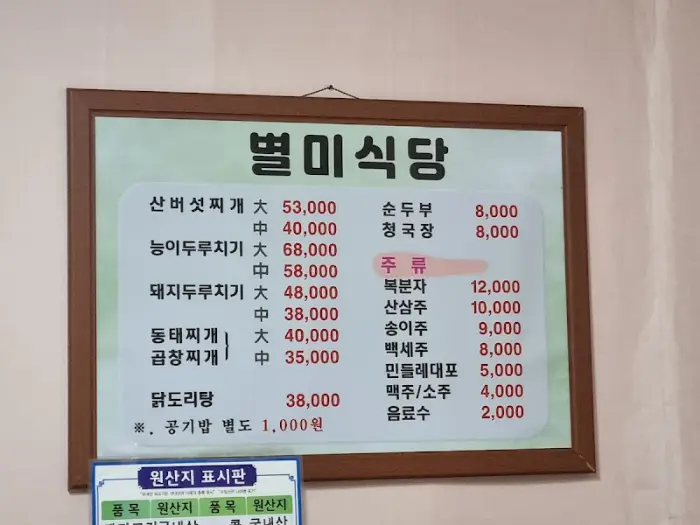 별미식당
산버섯찌개 大 53,000
中 40,000
능이두루치기 大 68,000
中 58,000
돼지두루치기 大 48,000
中 38,000
동태찌개 大 40,000
곱창찌개 中 35,000
닭도리탕 38,000
※. 공기밥 별도 1,000원
순두부 8,000
청국장 8,000
주류
복분자 12,000
산삼주 10,000
송이주 9,000
백세주 8,000
민들레대포 5,000
맥주/소주 4,000
음료수 2,000
원산지 표시판
품목 원산지 품목 원산지
콩 국내산